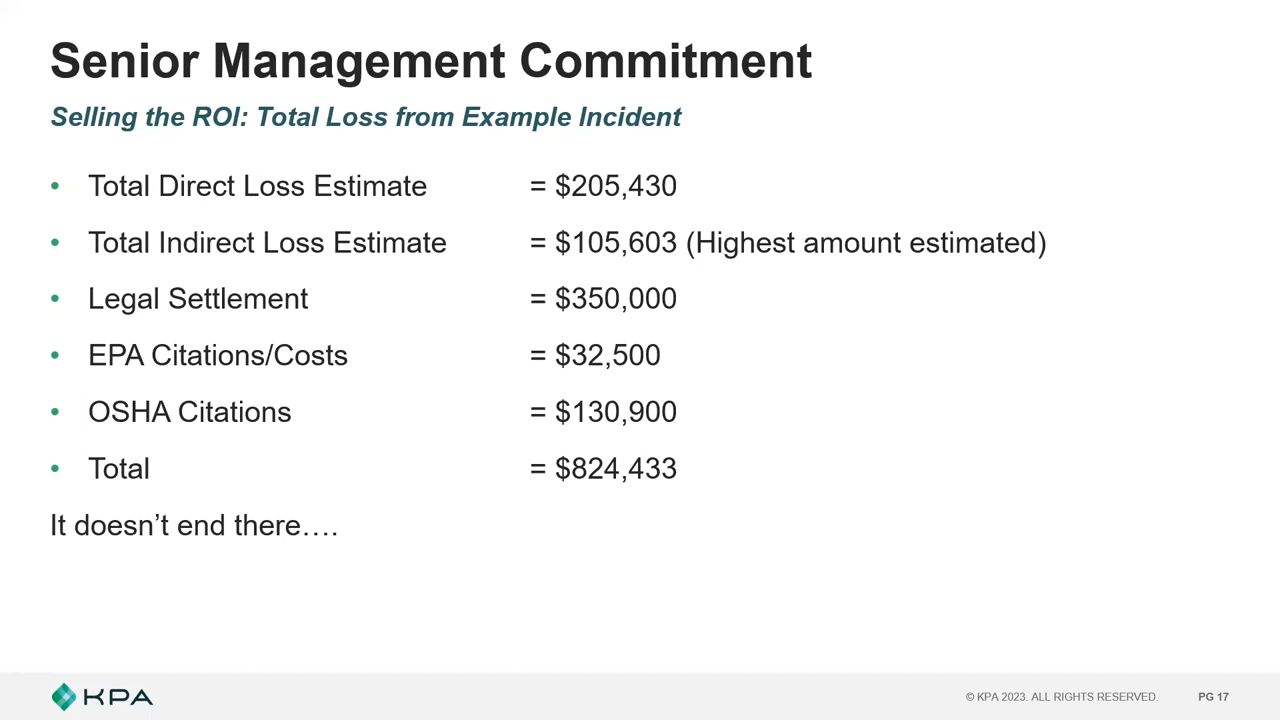 Senior Management Commitment
Selling the ROI: Total Loss from Example Incident
• Total Direct Loss Estimate = $205,430
• Total Indirect Loss Estimate = $105,603 (Highest amount estimated)
• Legal Settlement = $350,000
• EPA Citations/Costs = $32,500
• OSHA Citations = $130,900
• Total = $824,433
It doesn’t end there….
KPA © KPA 2023. ALL RIGHTS RESERVED. PG 17